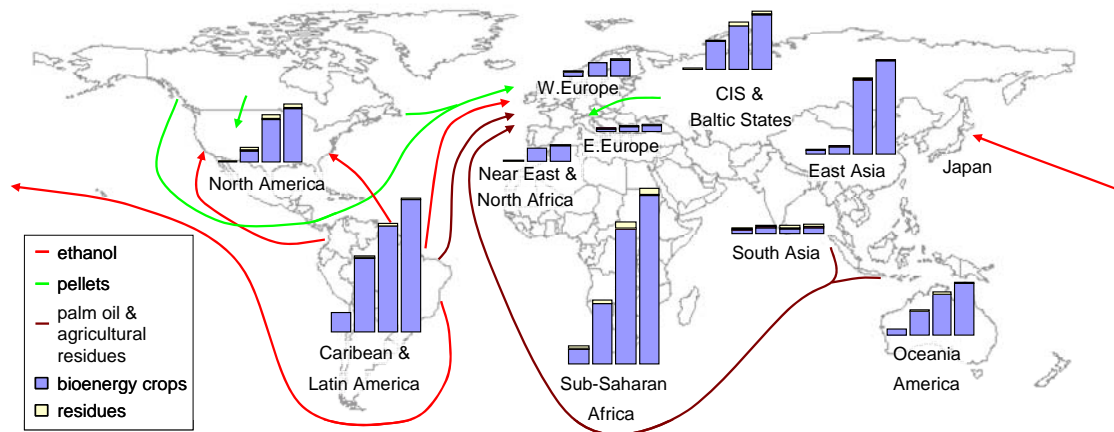 W.Europe
CIS &
Baltic States
E.Europe
North America
Near East &
North Africa
East Asia
Japan
South Asia
ethanol
pellets
palm oil &
agricultural
residues
bioenergy crops
residues
Caribean &
Latin America
Sub-Saharan
Africa
Oceania
America